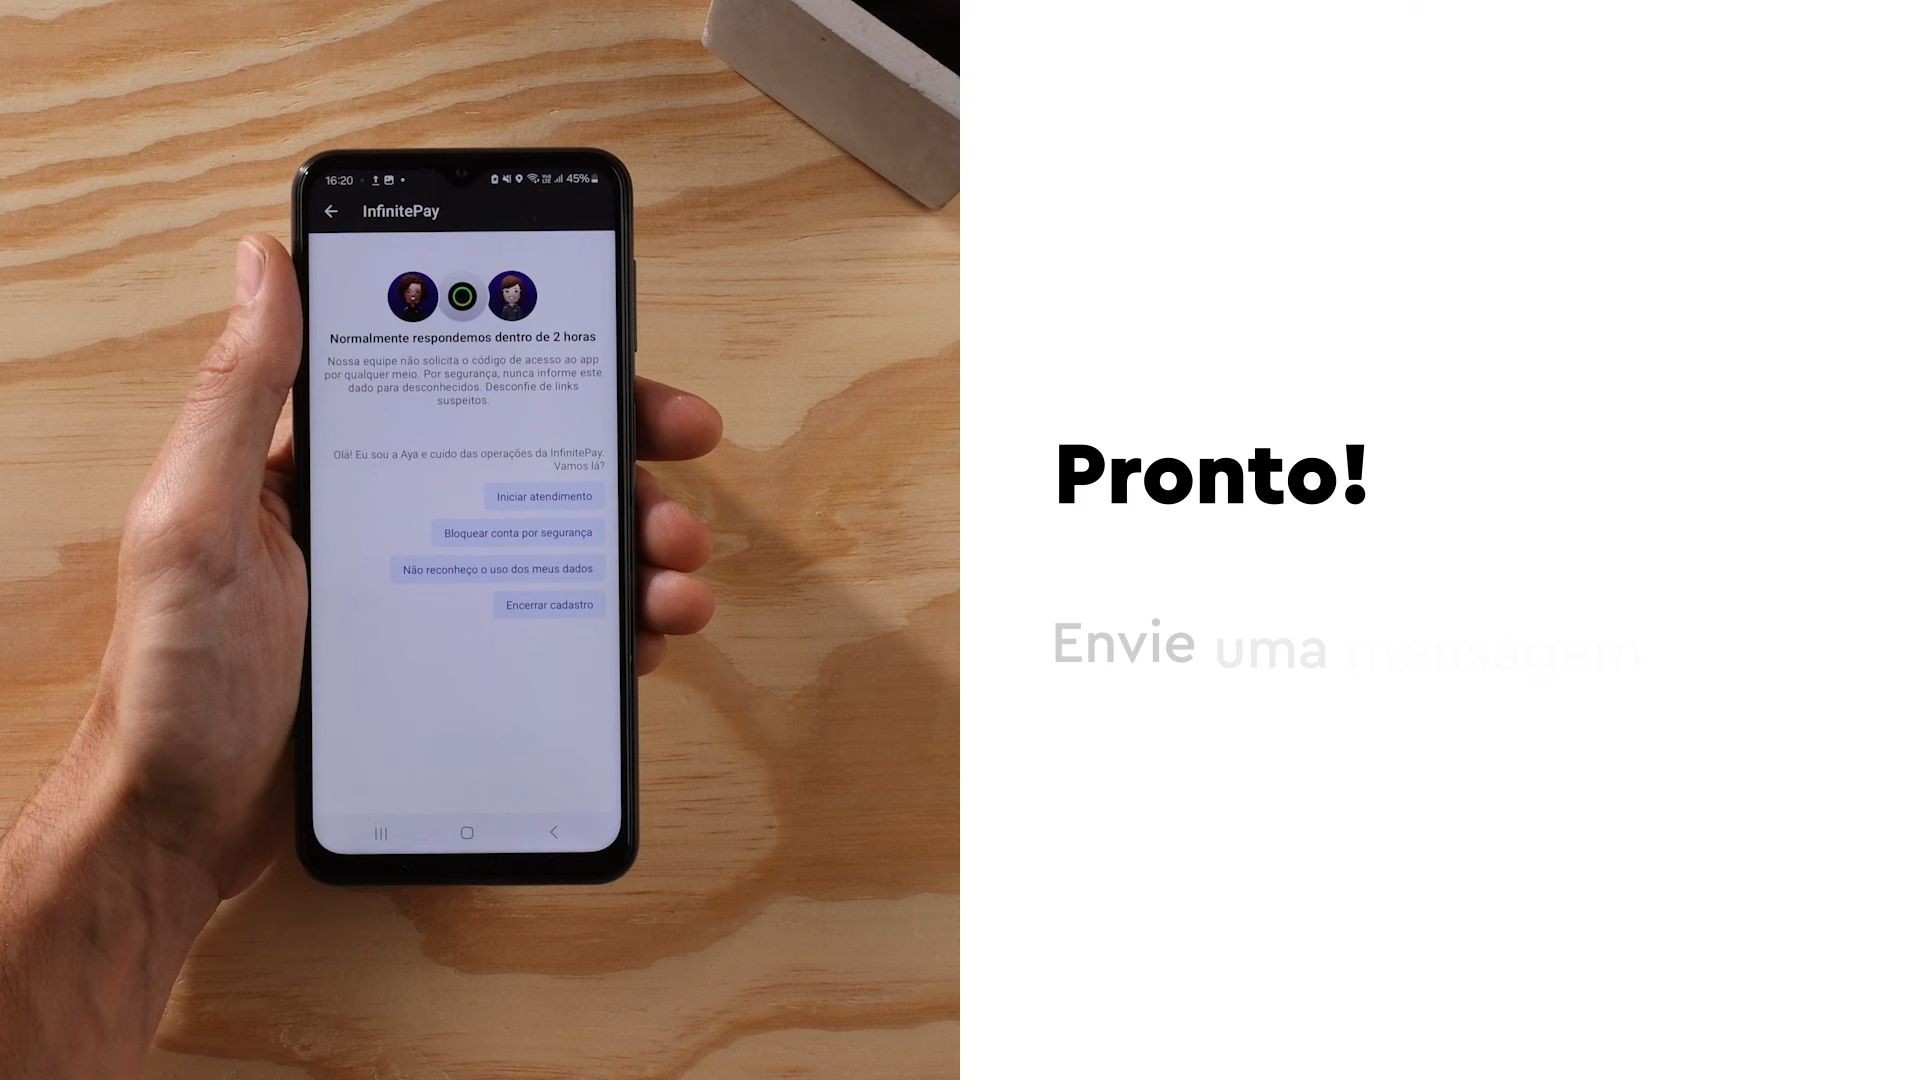 16:20
45%
InfinitePay
Normalmente respondemos dentro de 2 horas
Nossa equipe não solicita o código de acesso ao app
por qualquer meio. Por segurança, nunca informe este
dado para desconhecidos. Desconfie de links
suspeitos.
Olá! Eu sou a Aya e cuido das operações da InfinitePay.
Vamos lá?
Iniciar atendimento
Bloquear conta por segurança
Não reconheço o uso dos meus dados
Encerrar cadastro
Pronto!
Envie uma mensagem